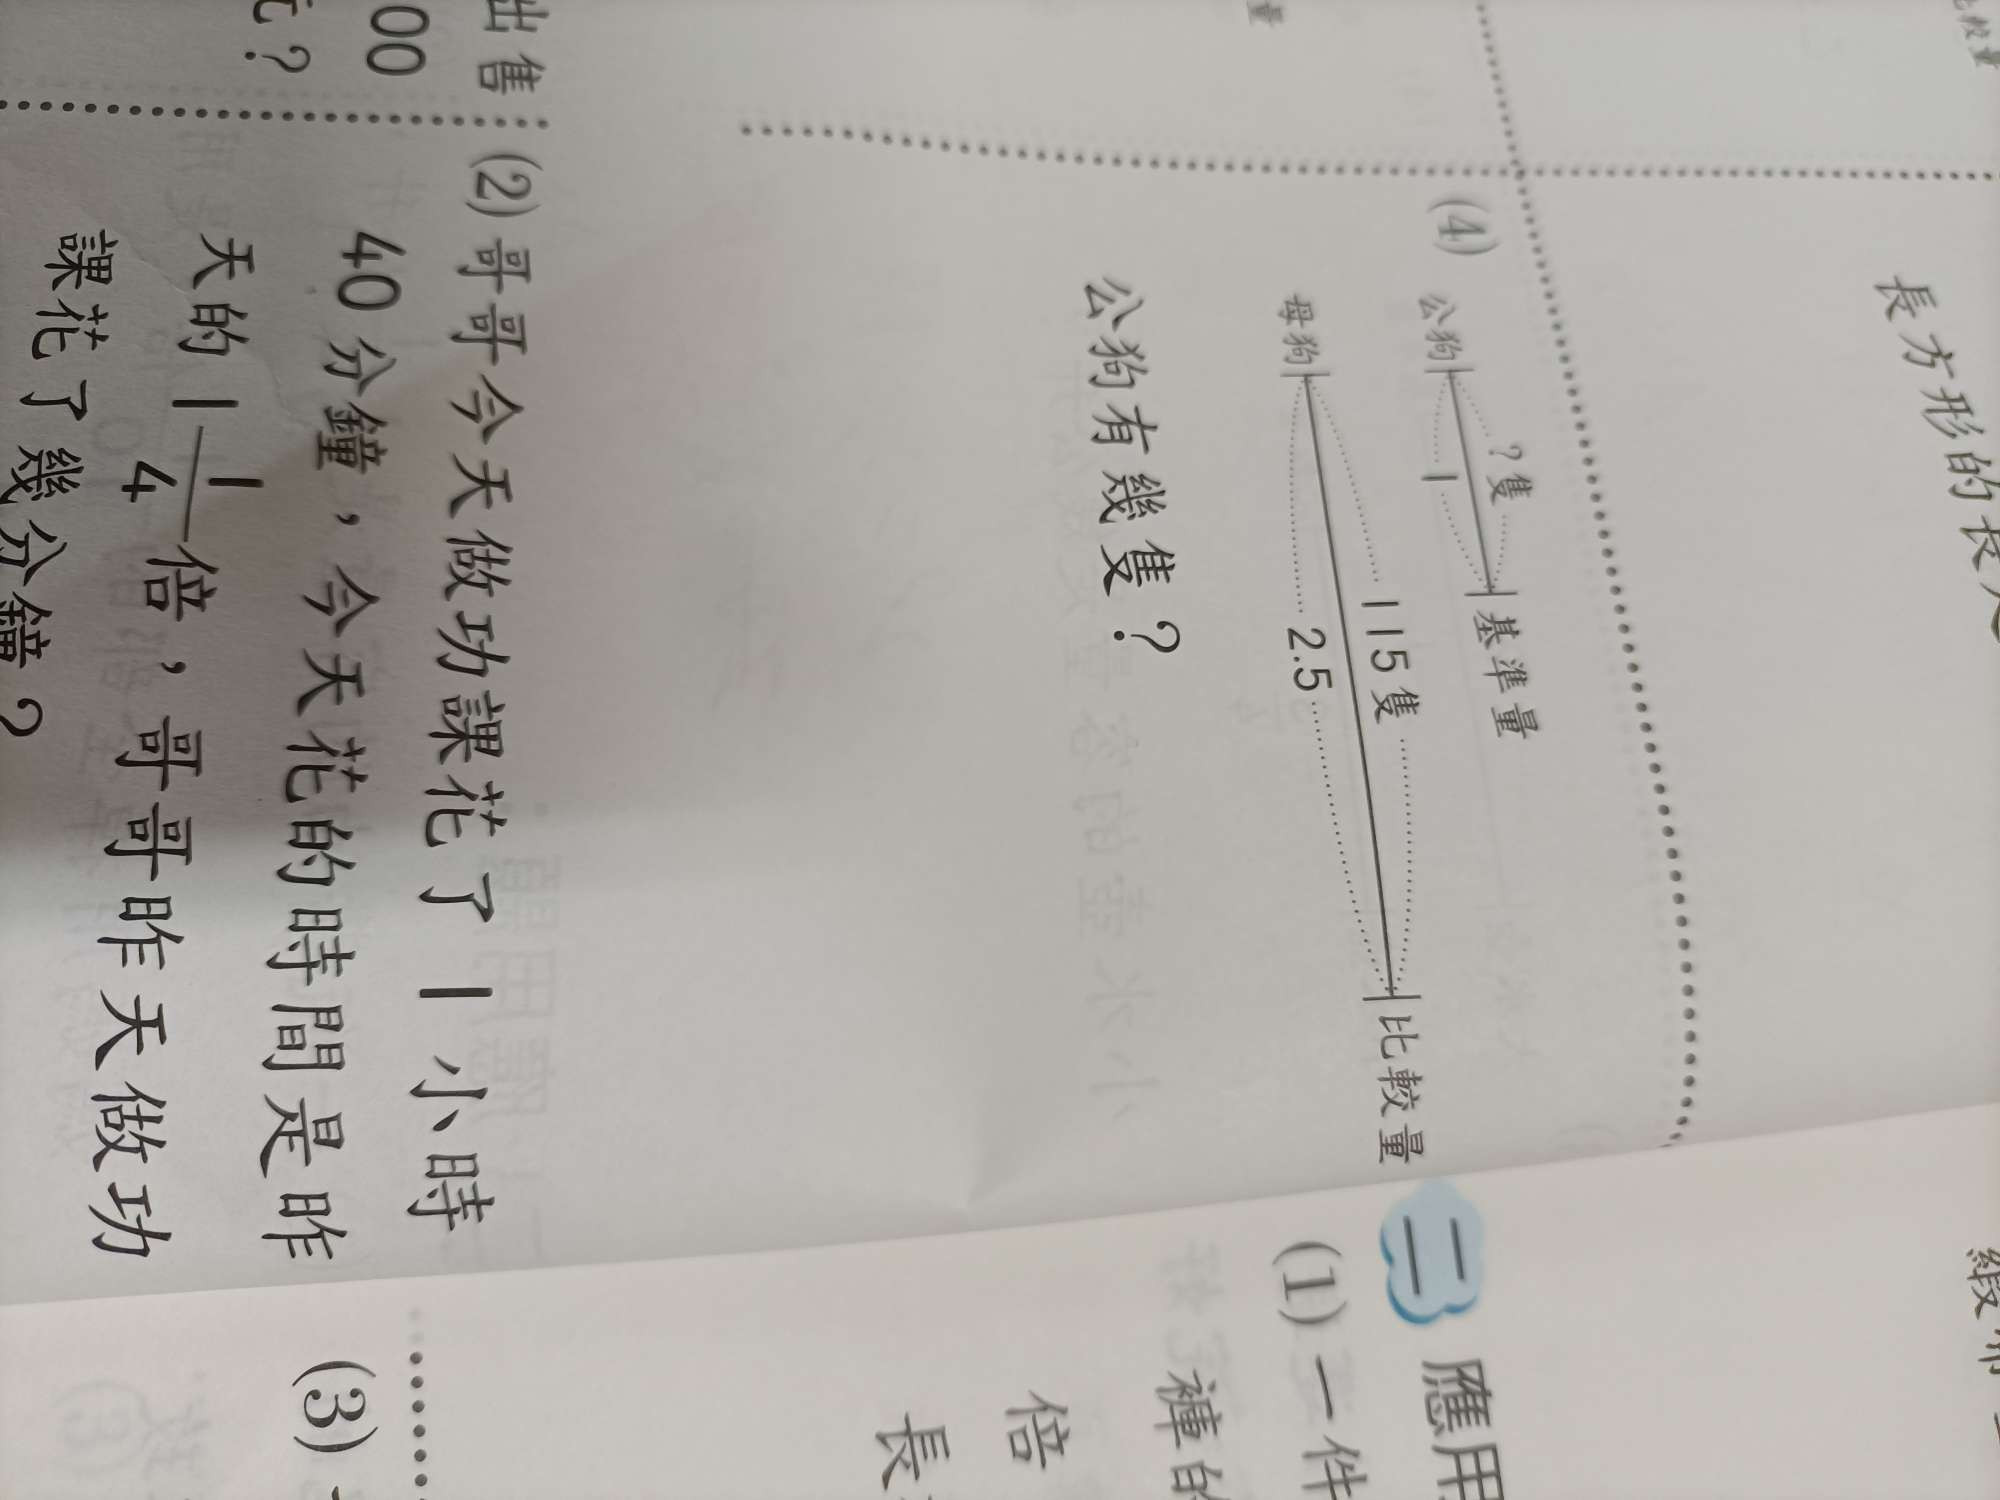 長方形的長是
(4)
公狗 ?隻 1 基準量
母狗 115隻 2.5 比較量
公狗有幾隻?
出售
00
元?
(2) 哥哥今天做功課花了1小時
40分鐘,今天花的時間是昨
天的1 1/4倍,哥哥昨天做功
課花了幾分鐘?
二 應用
(1) 一件
褲的
倍
長
(3)